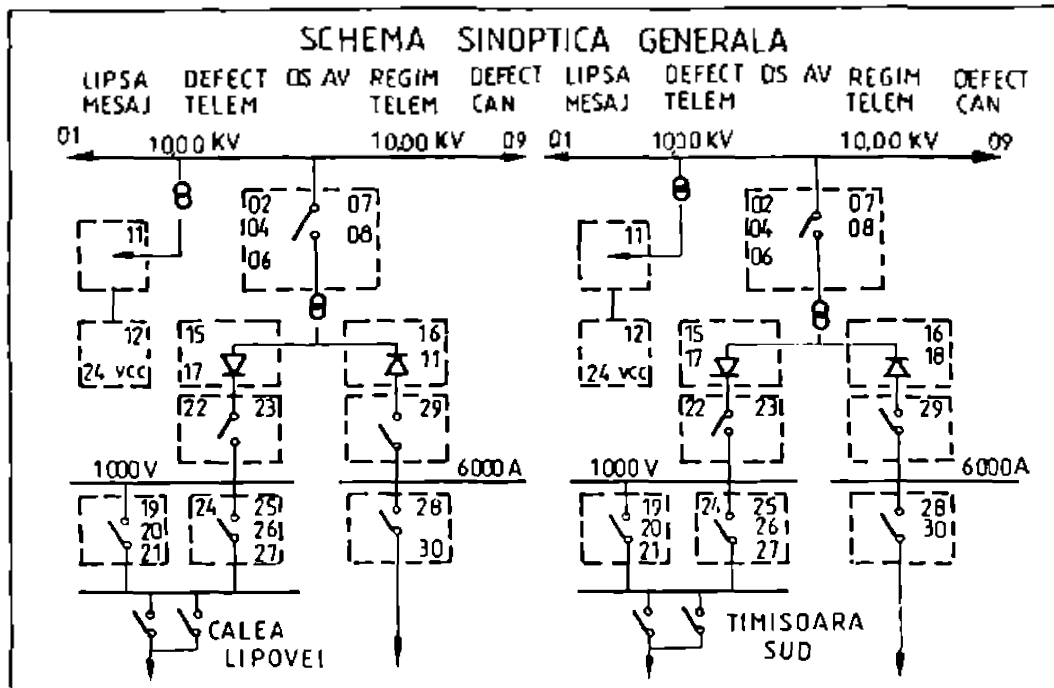 SCHEMA SINOPTICA GENERALA
LIPSA MESAJ DEFECT TELEM DS AV REGIM TELEM DEFECT CAN
LIPSA MESAJ DEFECT TELEM DS AV REGIM TELEM DEFECT CAN
01 10,00 KV 10,00 KV 09
02 07
04 08
06
11
12
24 VCC
15
17
16
11
22 23
29
1000 V 6000 A
19
20
21
24 25
26
27
28
30
CALEA
LIPOVEI
01 1000 KV 10,00 KV 09
02 07
04 08
06
11
12
24 VCC
15
17
16
18
22 23
29
1000 V 6000 A
19
20
21
24 25
26
27
28
30
TIMISOARA
SUD